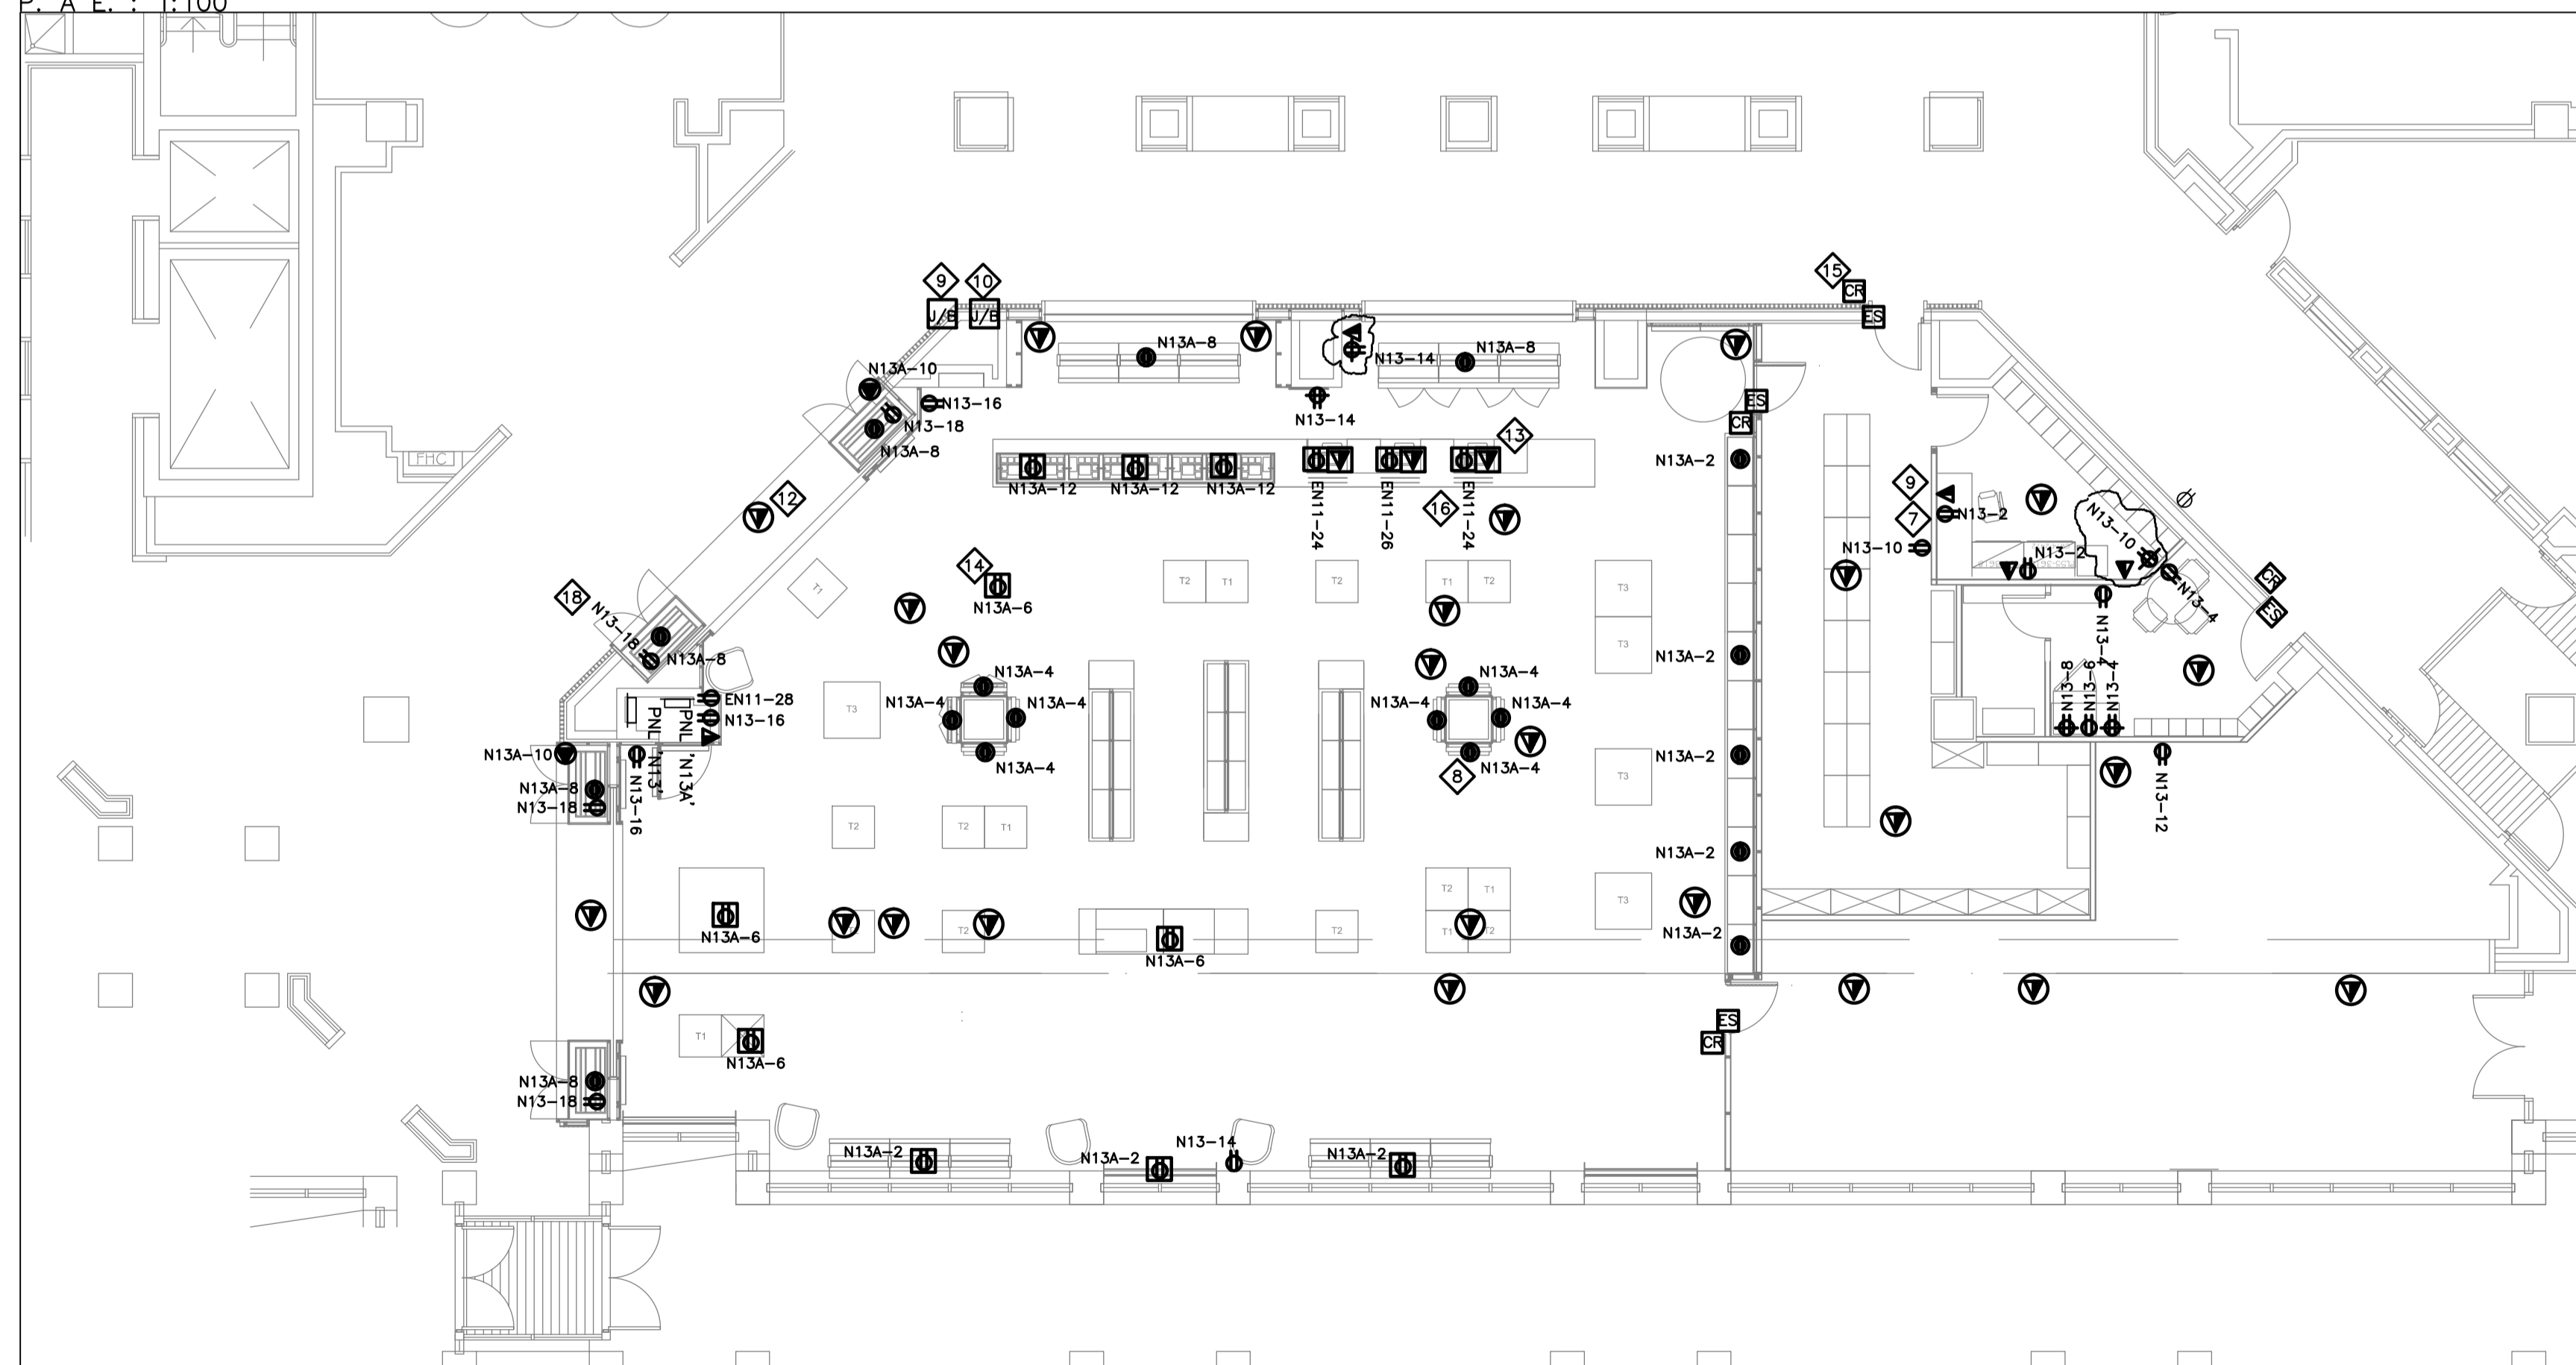 P. A E. : 1:100
9
10
15
CR
J/B
J/B
ES
N13A-8
N13A-8
N13-14
N13A-10
N13-16
ES
N13-14
CR
N13-18
13
N13A-8
FHC
N13A-2
N13A-12
N13A-12
N13A-12
EN11-24
EN11-26
EN11-24
9
12
16
N13-2
7
N13-10
N13-10
N13-2
14
T2
T1
T2
T1
T2
T3
CR
18
T1
N13-4
N13A-6
ES
N13-18
N13-4
T3
N13A-2
N13A-8
N13-8
N13-6
N13-4
N13A-4
N13A-4
EN11-28
T3
N13A-4
N13A-4
N13A-4
N13A-4
PNL 'N13'
PNL 'N13A'
N13-16
N13A-10
N13A-4
8
N13A-4
T3
N13A-2
N13A-8
N13-16
N13-12
N13-18
T2
T2
T1
N13A-2
T2
T1
T3
T2
T2
T1
T2
N13A-6
N13A-2
N13A-6
ES
T1
CR
N13A-6
N13A-8
N13-18
N13-14
N13A-2
N13A-2
N13A-2